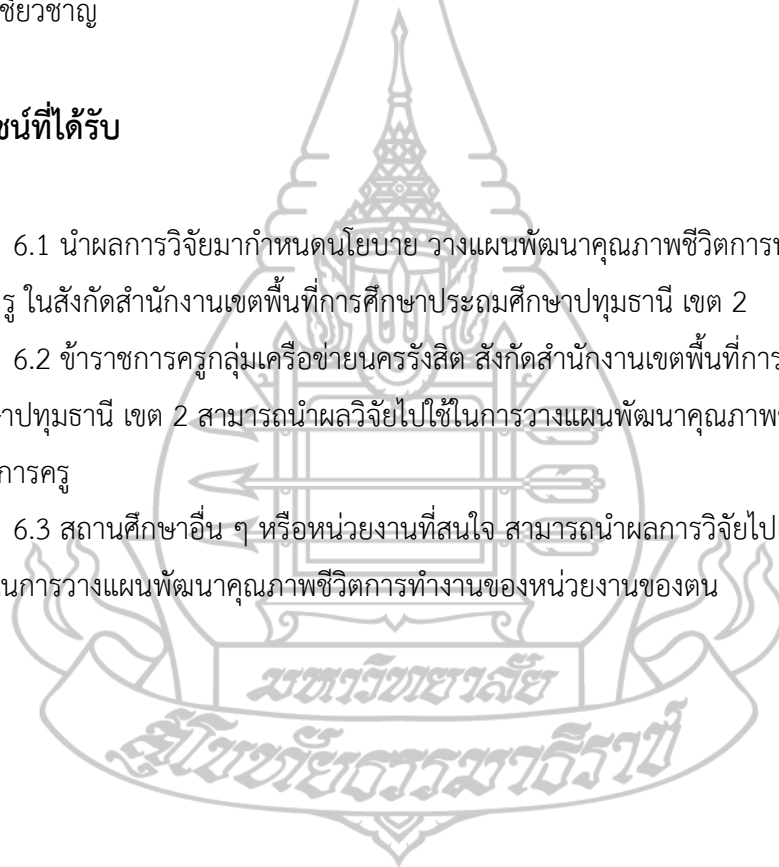 เชี่ยวชาญ
ชน์ที่ได้รับ
6.1 นำผลการวิจัยมากำหนดนโยบาย วางแผนพัฒนาคุณภาพชีวิตการ
รู ในสังกัดสำนักงานเขตพื้นที่การศึกษาประถมศึกษาปทุมธานี เขต 2
6.2 ข้าราชการครูกลุ่มเครือข่ายนครรังสิต สังกัดสำนักงานเขตพื้นที่การ
าปทุมธานี เขต 2 สามารถนำผลวิจัยไปใช้ในการวางแผนพัฒนาคุณภาพ
การครู
6.3 สถานศึกษาอื่น ๆ หรือหน่วยงานที่สนใจ สามารถนำผลการวิจัยไป
นการวางแผนพัฒนาคุณภาพชีวิตการทำงานของหน่วยงานของตน
มหาวิทยาลัย
สุโขทัยธรรมาธิราช